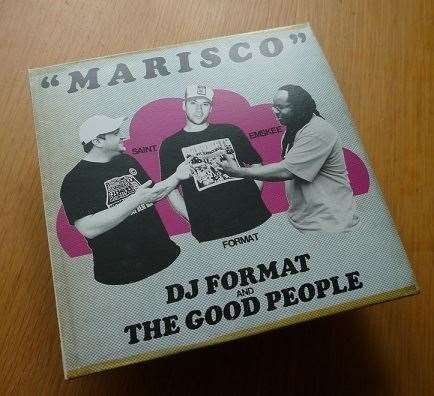 "MARISCO"
SAINT
EMSKEE
FORMAT
DJ FORMAT
AND
THE GOOD PEOPLE